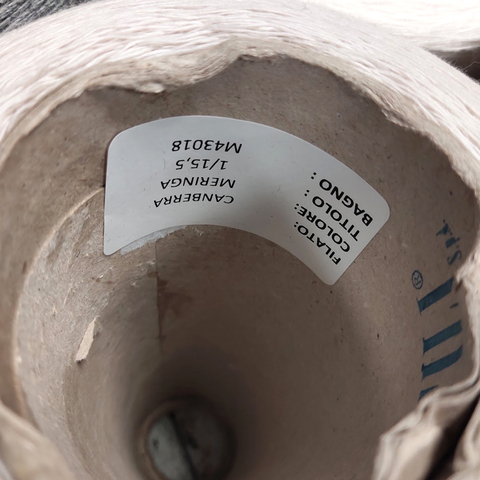 FILATO: CANBERRA
COLORE: MERINGA
TITOLO : 1/15,5
BAGNO : M43018